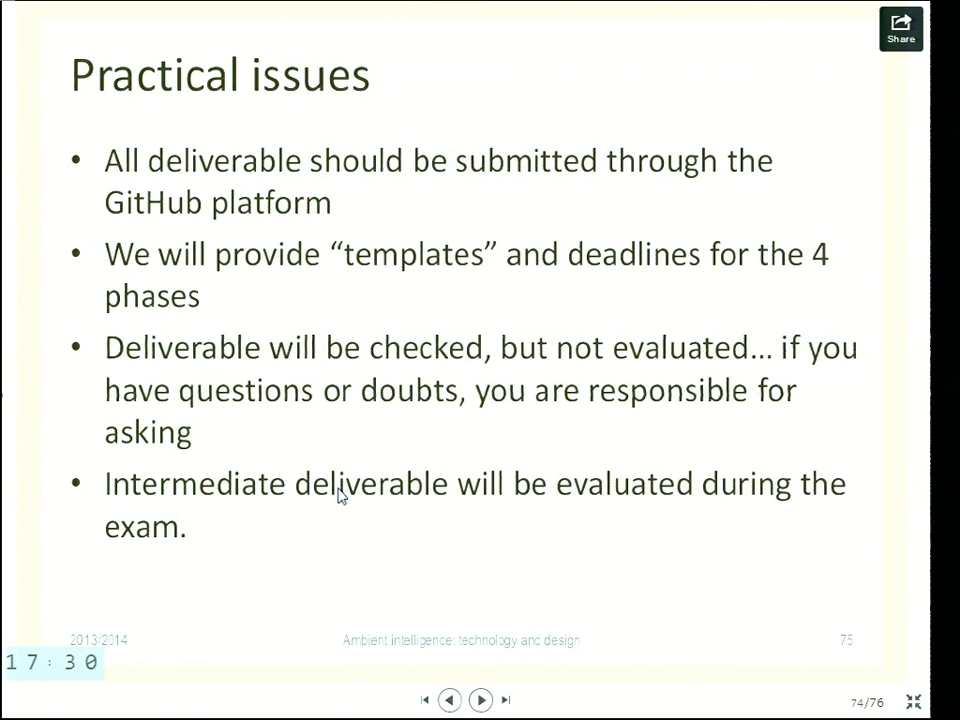 Share
Practical issues
• All deliverable should be submitted through the
GitHub platform
• We will provide “templates” and deadlines for the 4
phases
• Deliverable will be checked, but not evaluated... if you
have questions or doubts, you are responsible for
asking
• Intermediate deliverable will be evaluated during the
exam.
2013/2014 Ambient intelligence: technology and design 75
17:30
74/76